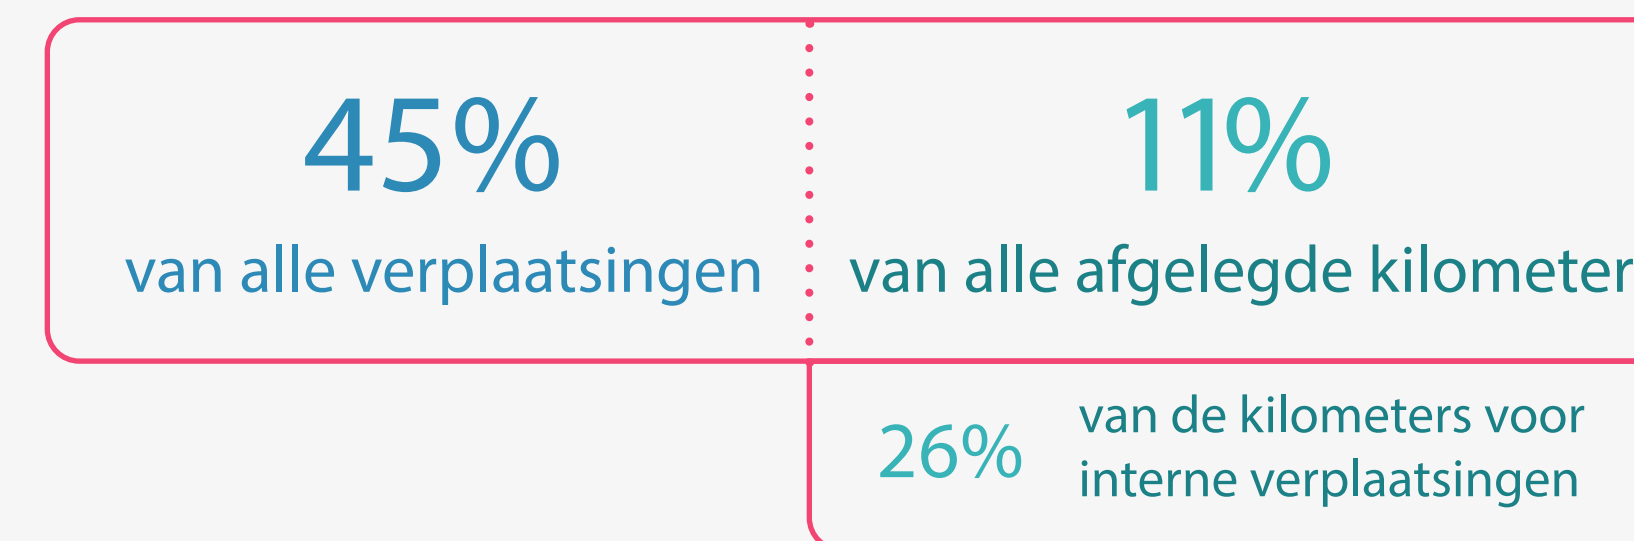 45%
van alle verplaatsingen
11%
van alle afgelegde kilometer
26%
van de kilometers voor
interne verplaatsingen